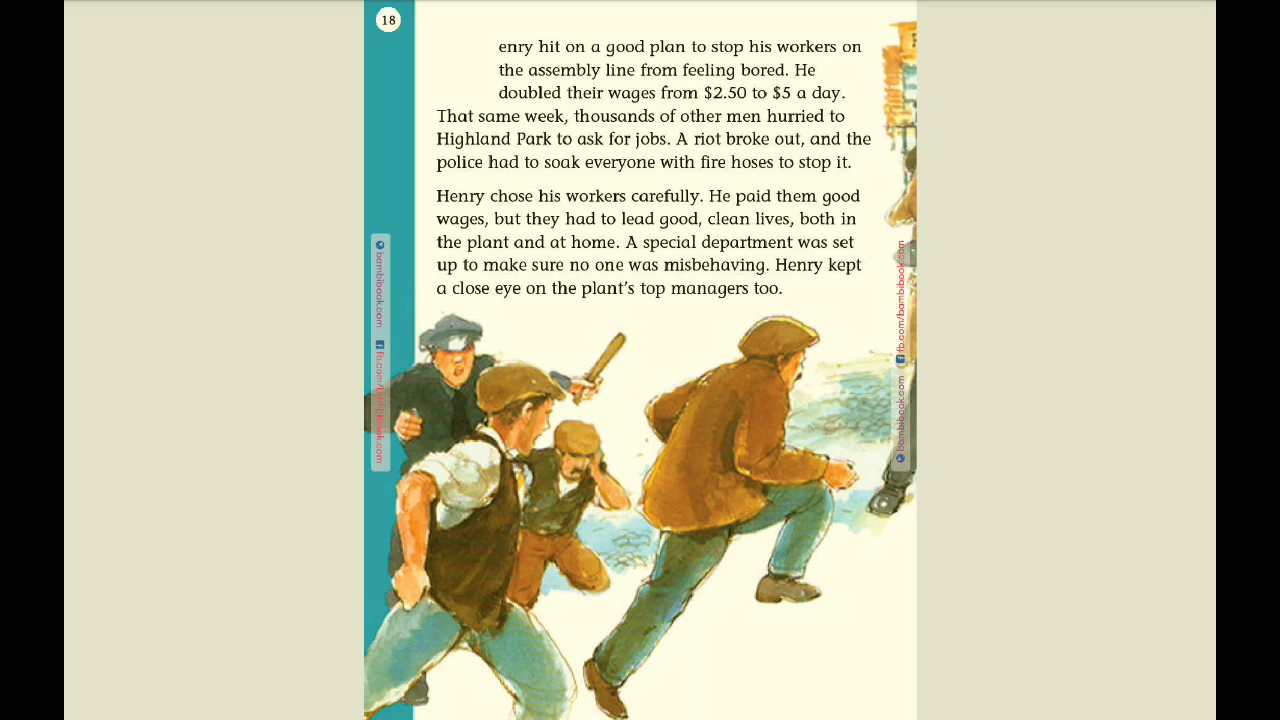 18
enry hit on a good plan to stop his workers on
the assembly line from feeling bored. He
doubled their wages from $2.50 to $5 a day.
That same week, thousands of other men hurried to
Highland Park to ask for jobs. A riot broke out, and the
police had to soak everyone with fire hoses to stop it.
Henry chose his workers carefully. He paid them good
wages, but they had to lead good, clean lives, both in
the plant and at home. A special department was set
up to make sure no one was misbehaving. Henry kept
a close eye on the plant's top managers too.
bambibook.com fb.com/bambibook.com
bambibook.com fb.com/bambibook.com